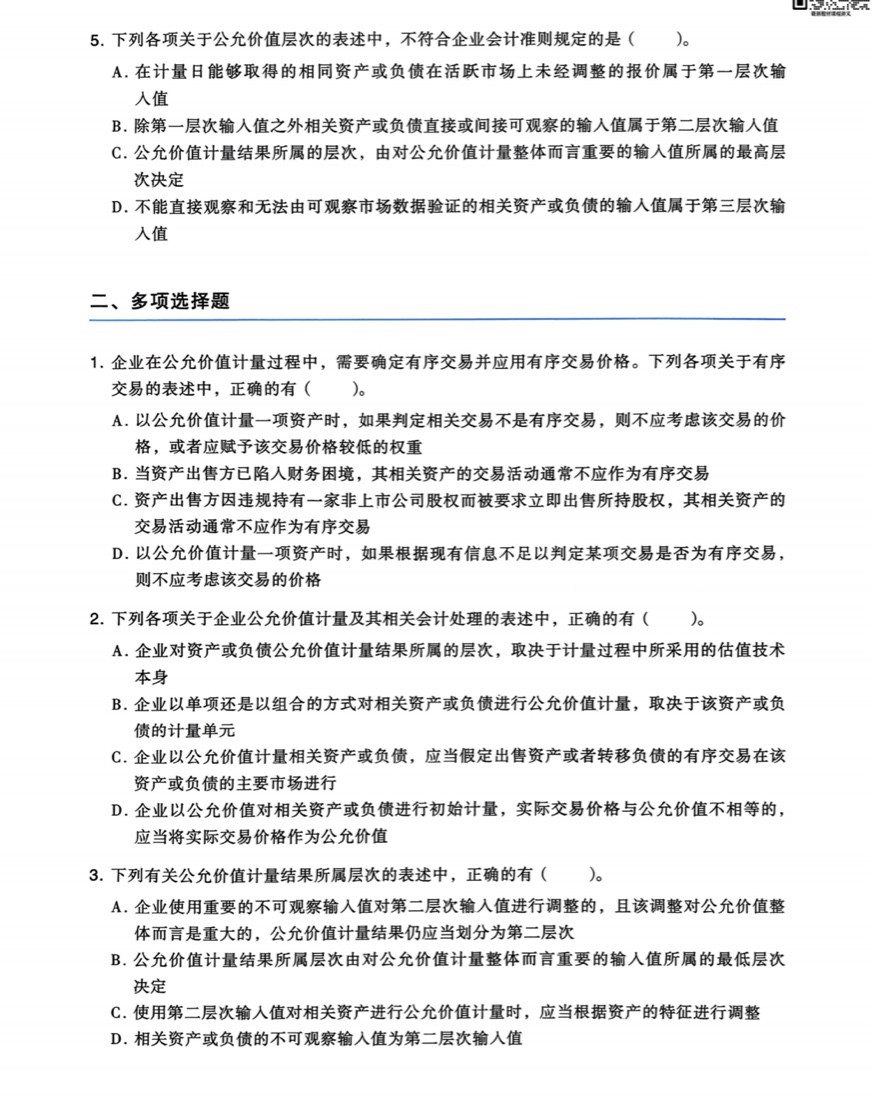 5. 下列各项关于公允价值层次的表述中，不符合企业会计准则规定的是（　　）。
A. 在计量日能够取得的相同资产或负债在活跃市场上未经调整的报价属于第一层次输
入值
B. 除第一层次输入值之外相关资产或负债直接或间接可观察的输入值属于第二层次输入值
C. 公允价值计量结果所属的层次，由对公允价值计量整体而言重要的输入值所属的最高层
次决定
D. 不能直接观察和无法由可观察市场数据验证的相关资产或负债的输入值属于第三层次输
入值
二、多项选择题
1. 企业在公允价值计量过程中，需要确定有序交易并应用有序交易价格。下列各项关于有序
交易的表述中，正确的有（　　）。
A. 以公允价值计量一项资产时，如果判定相关交易不是有序交易，则不应考虑该交易的价
格，或者应赋予该交易价格较低的权重
B. 当资产出售方已陷入财务困境，其相关资产的交易活动通常不应作为有序交易
C. 资产出售方因违规持有一家非上市公司股权而被要求立即出售所持股权，其相关资产的
交易活动通常不应作为有序交易
D. 以公允价值计量一项资产时，如果根据现有信息不足以判定某项交易是否为有序交易，
则不应考虑该交易的价格
2. 下列各项关于企业公允价值计量及其相关会计处理的表述中，正确的有（　　）。
A. 企业对资产或负债公允价值计量结果所属的层次，取决于计量过程中所采用的估值技术
本身
B. 企业以单项还是以组合的方式对相关资产或负债进行公允价值计量，取决于该资产或负
债的计量单元
C. 企业以公允价值计量相关资产或负债，应当假定出售资产或者转移负债的有序交易在该
资产或负债的主要市场进行
D. 企业以公允价值对相关资产或负债进行初始计量，实际交易价格与公允价值不相等的，
应当将实际交易价格作为公允价值
3. 下列有关公允价值计量结果所属层次的表述中，正确的有（　　）。
A. 企业使用重要的不可观察输入值对第二层次输入值进行调整的，且该调整对公允价值整
体而言是重大的，公允价值计量结果仍应当划分为第二层次
B. 公允价值计量结果所属层次由对公允价值计量整体而言重要的输入值所属的最低层次
决定
C. 使用第二层次输入值对相关资产进行公允价值计量时，应当根据资产的特征进行调整
D. 相关资产或负债的不可观察输入值为第二层次输入值